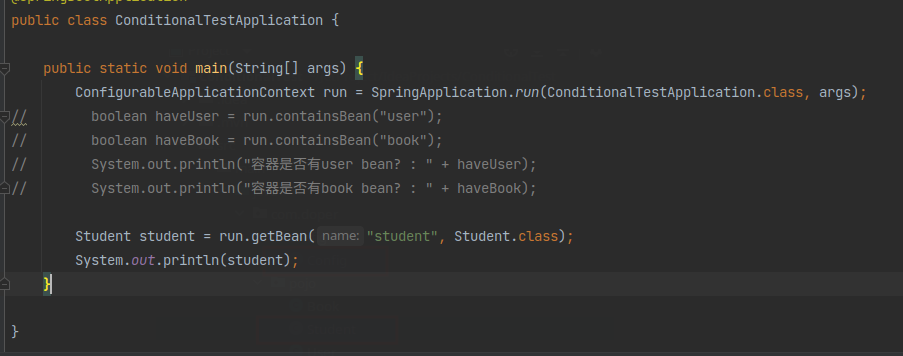 @SpringBootApplication
public class ConditionalTestApplication {
public static void main(String[] args) {
ConfigurableApplicationContext run = SpringApplication.run(ConditionalTestApplication.class, args);
// boolean haveUser = run.containsBean("user");
// boolean haveBook = run.containsBean("book");
// System.out.println("容器是否有user bean? : " + haveUser);
// System.out.println("容器是否有book bean? : " + haveBook);
Student student = run.getBean( name: "student", Student.class);
System.out.println(student);
}
}